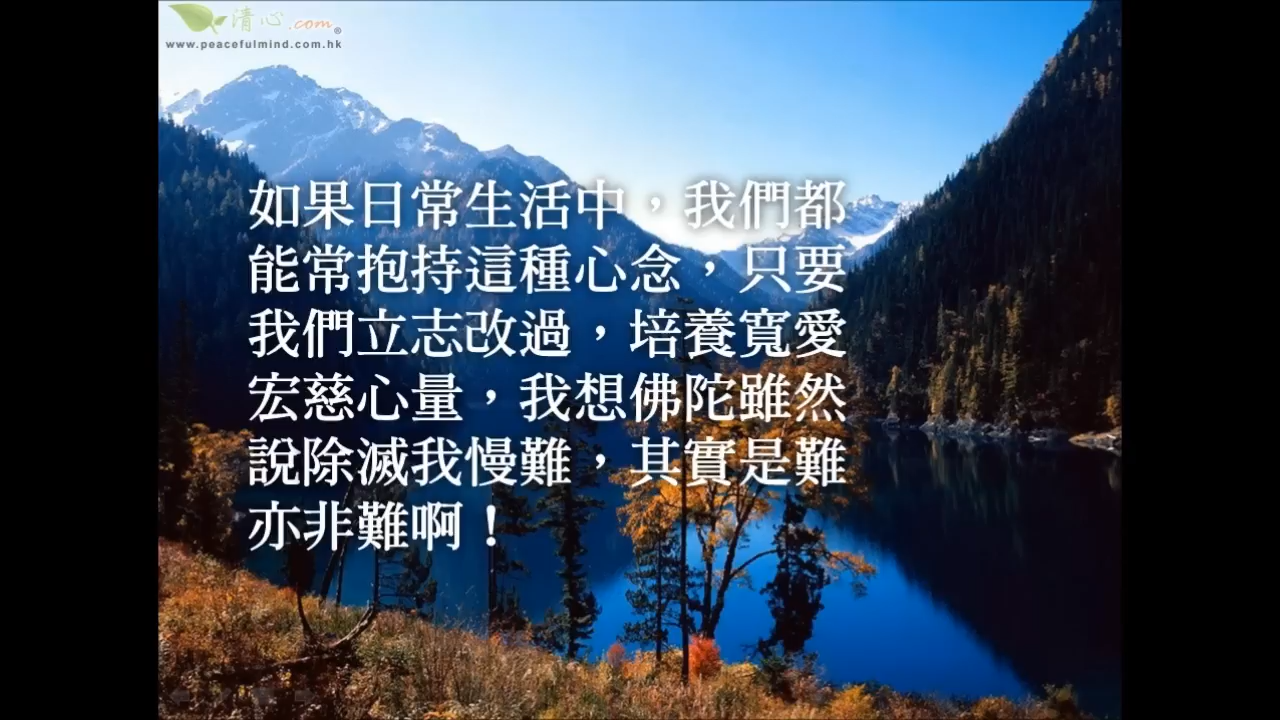 清心.com®
www.peacefulmind.com.hk
如果日常生活中，我們都
能常抱持這種心念，只要
我們立志改過，培養寬愛
宏慈心量，我想佛陀雖然
說除滅我慢難，其實是難
亦非難啊！